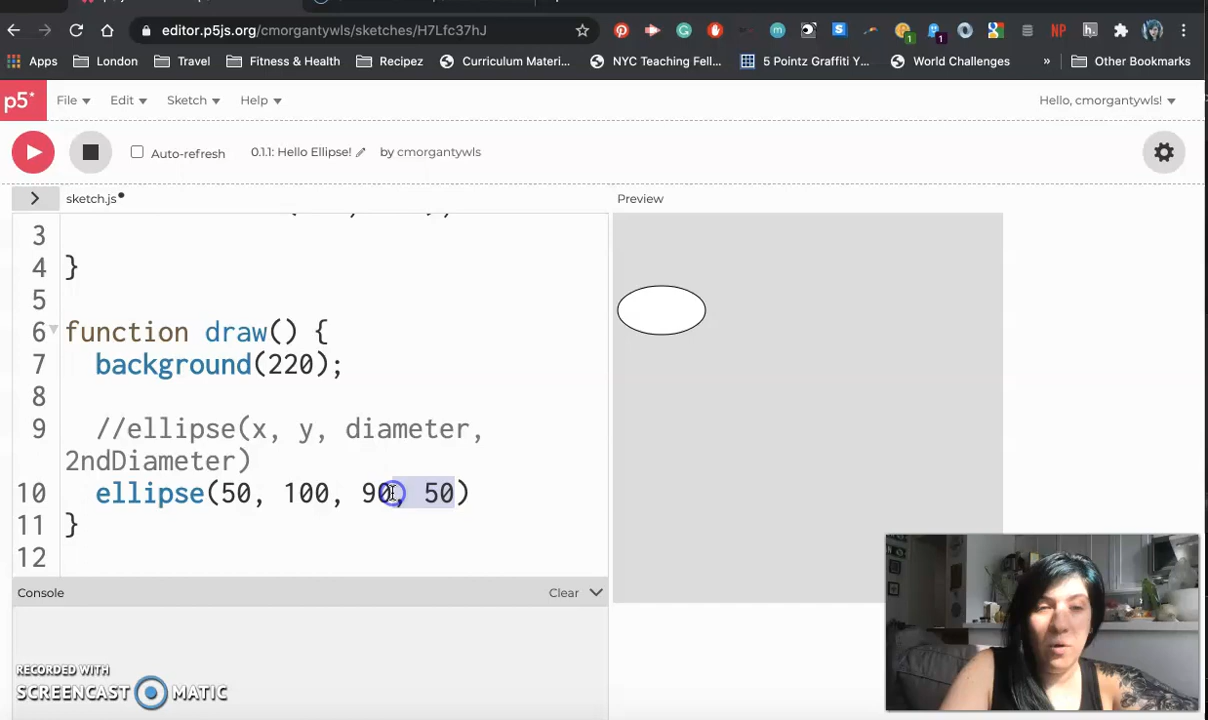 editor.p5js.org/cmorgantywls/sketches/H7Lfc37hJ
Apps London Travel Fitness & Health Recipez Curriculum Materi... NYC Teaching Fell... 5 Pointz Graffiti Y... World Challenges » Other Bookmarks
p5* File Edit Sketch Help Hello, cmorgantywls!
Auto-refresh 0.1.1: Hello Ellipse! by cmorgantywls
sketch.js Preview
3
4 }
5
6 function draw() {
7 background(220);
8
9 //ellipse(x, y, diameter,
2ndDiameter)
10 ellipse(50, 100, 90, 50)
11 }
12
Console Clear
RECORDED WITH
SCREENCAST MATIC